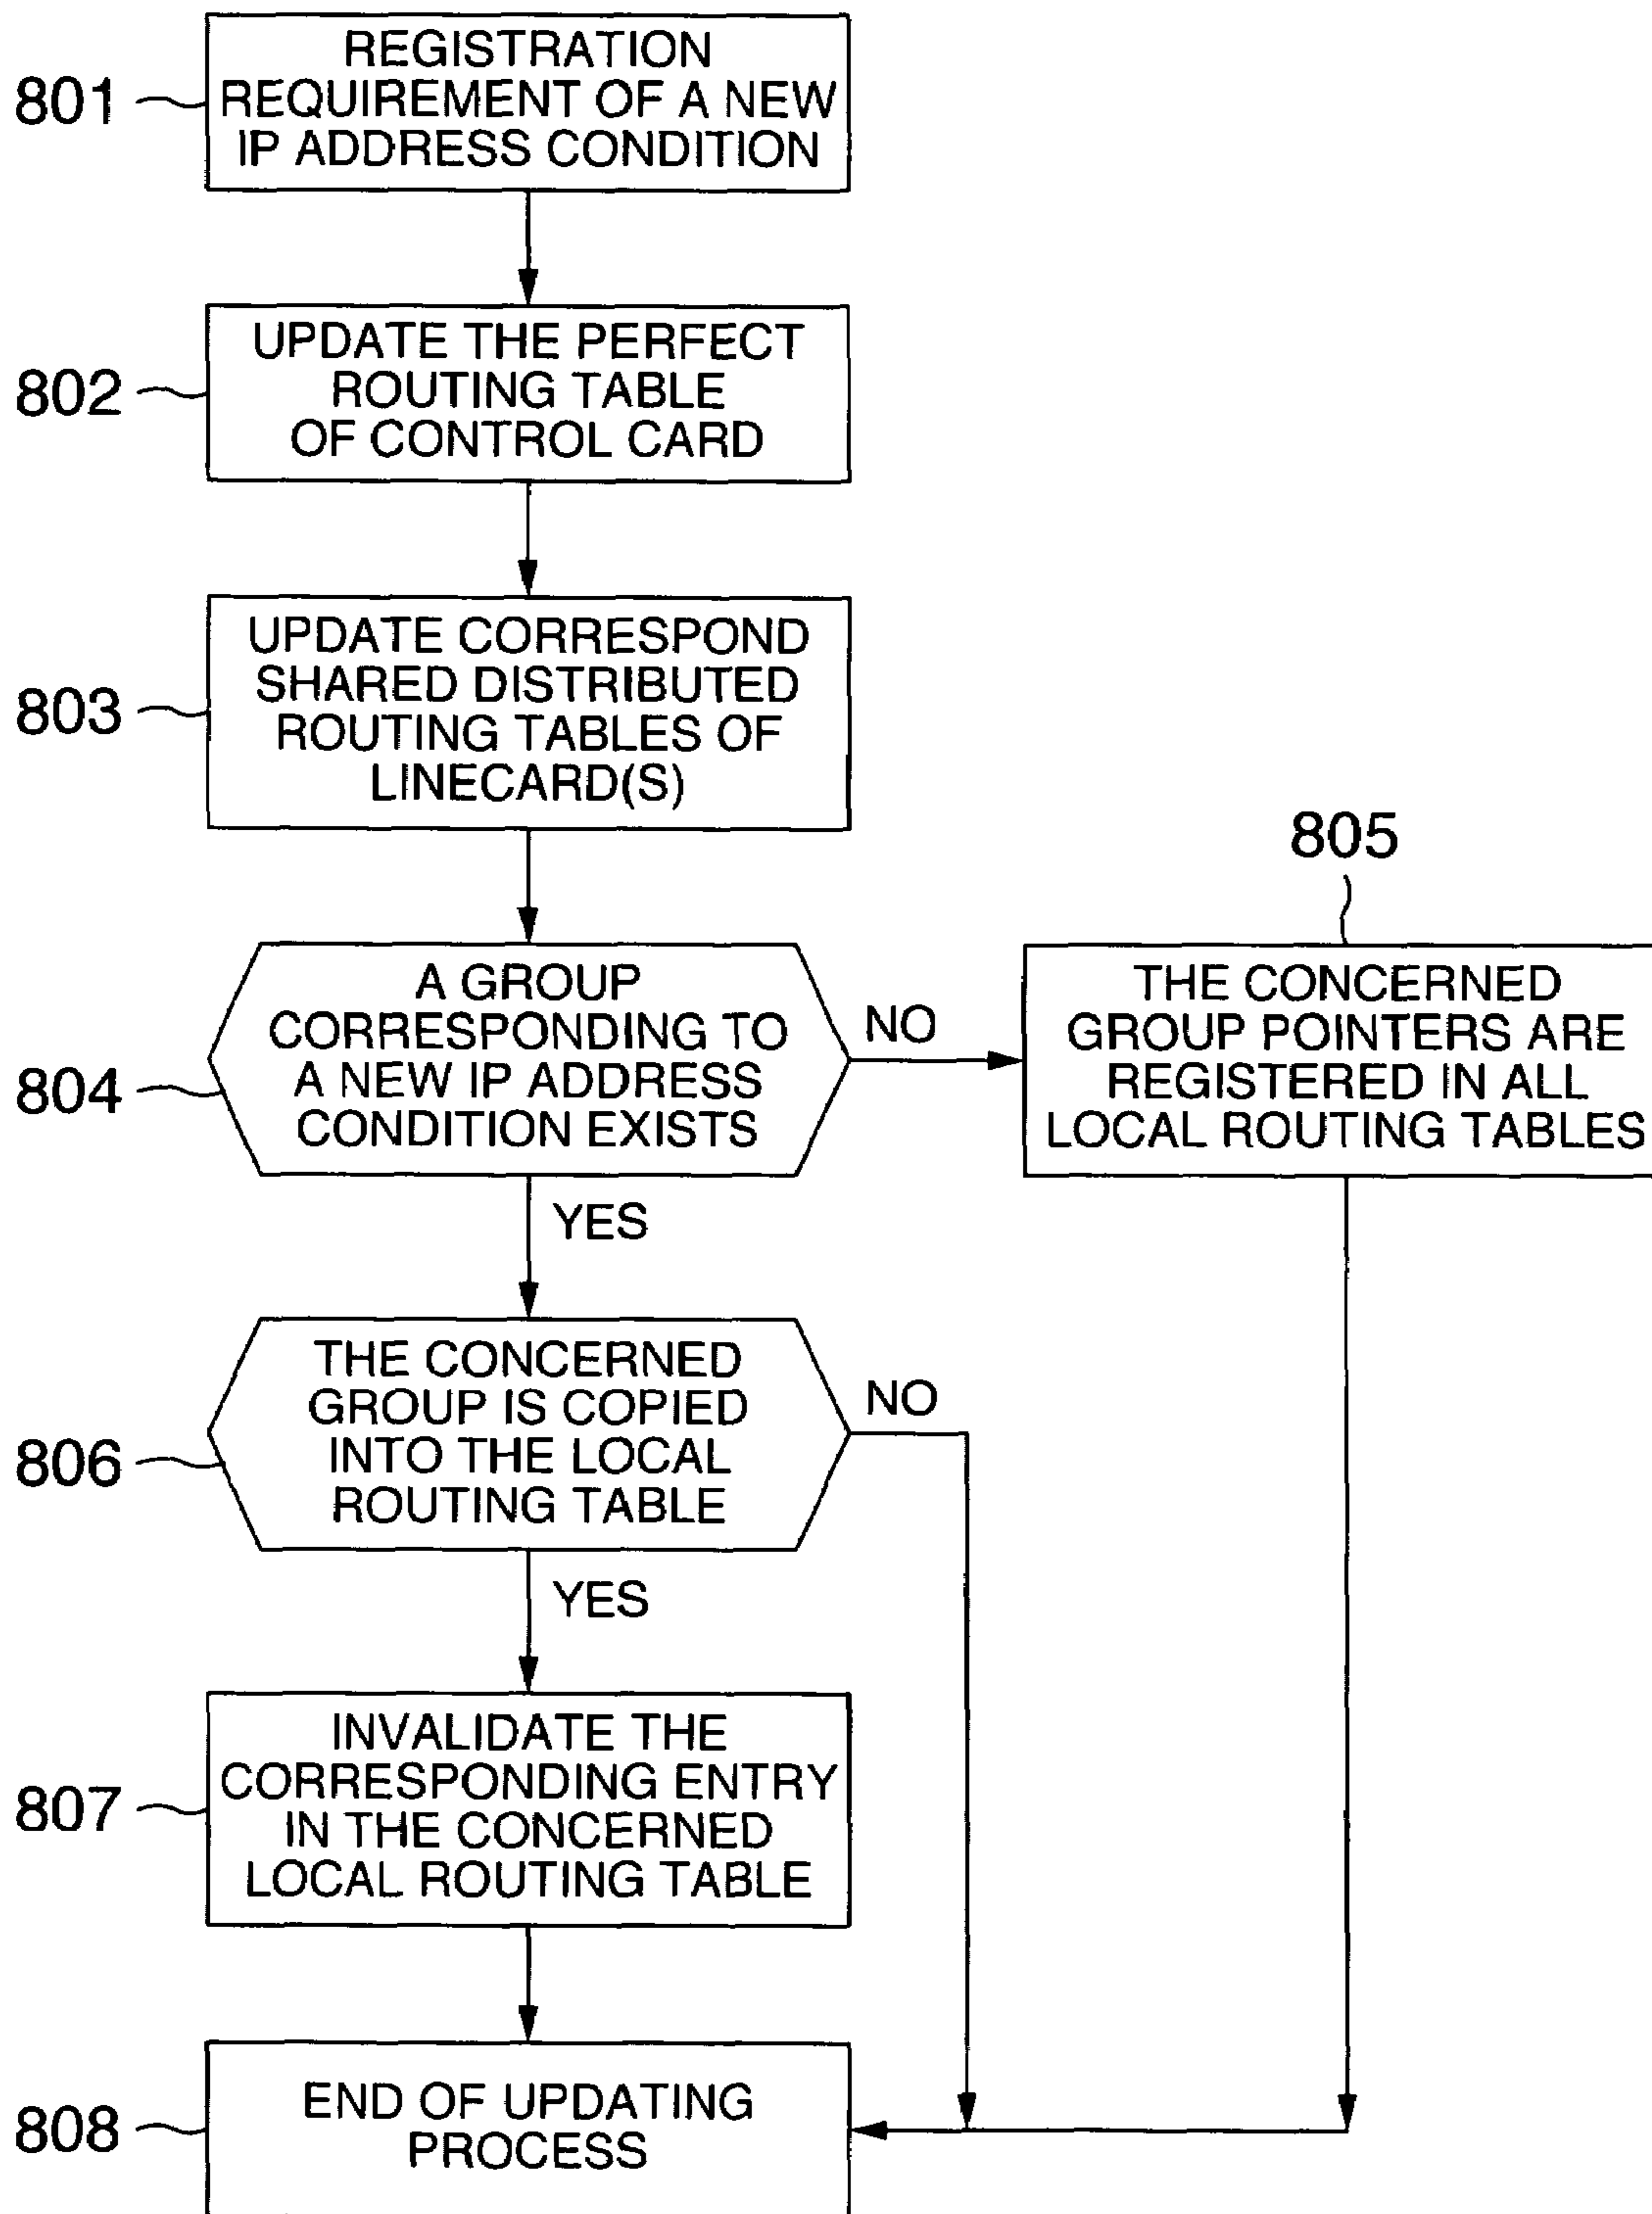 801
REGISTRATION
REQUIREMENT OF A NEW
IP ADDRESS CONDITION
802
UPDATE THE PERFECT
ROUTING TABLE
OF CONTROL CARD
803
UPDATE CORRESPOND
SHARED DISTRIBUTED
ROUTING TABLES OF
LINECARD(S)
804
A GROUP
CORRESPONDING TO
A NEW IP ADDRESS
CONDITION EXISTS
NO
805
THE CONCERNED
GROUP POINTERS ARE
REGISTERED IN ALL
LOCAL ROUTING TABLES
YES
806
THE CONCERNED
GROUP IS COPIED
INTO THE LOCAL
ROUTING TABLE
NO
YES
807
INVALIDATE THE
CORRESPONDING ENTRY
IN THE CONCERNED
LOCAL ROUTING TABLE
808
END OF UPDATING
PROCESS